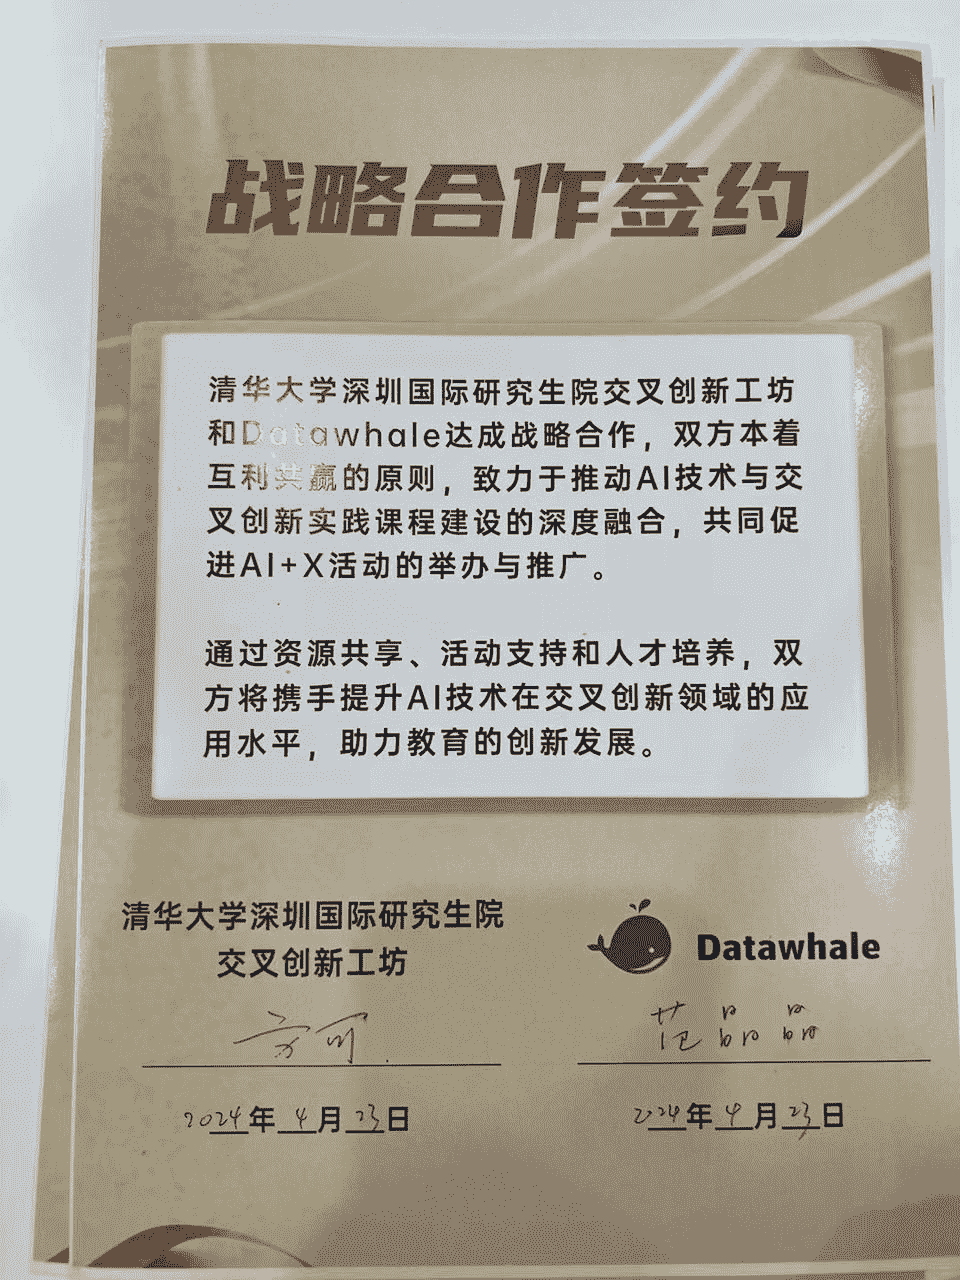 战略合作签约
清华大学深圳国际研究生院交叉创新工坊
和Datawhale达成战略合作，双方本着
互利共赢的原则，致力于推动AI技术与交
叉创新实践课程建设的深度融合，共同促
进AI+X活动的举办与推广。
通过资源共享、活动支持和人才培养，双
方将携手提升AI技术在交叉创新领域的应
用水平，助力教育的创新发展。
清华大学深圳国际研究生院
交叉创新工坊
Datawhale
范晶晶
2024年4月23日
2024年4月23日